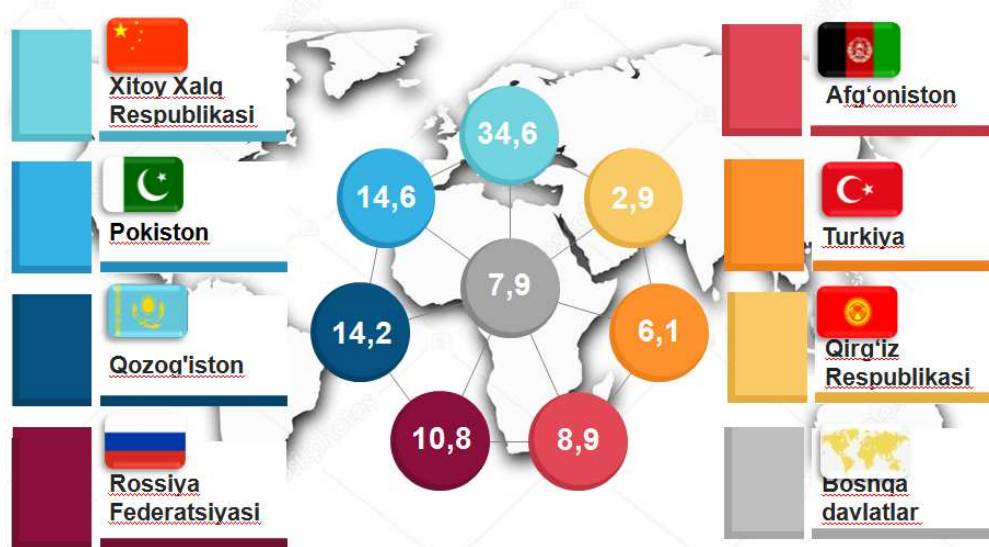 Xitoy Xalq
Respublikasi
Pokiston
Qozog'iston
Rossiya
Federatsiyasi
34,6
14,6
2,9
7,9
14,2
6,1
10,8
8,9
Afg‘oniston
Turkiya
Qirg‘iz
Respublikasi
Boshqa
davlatlar